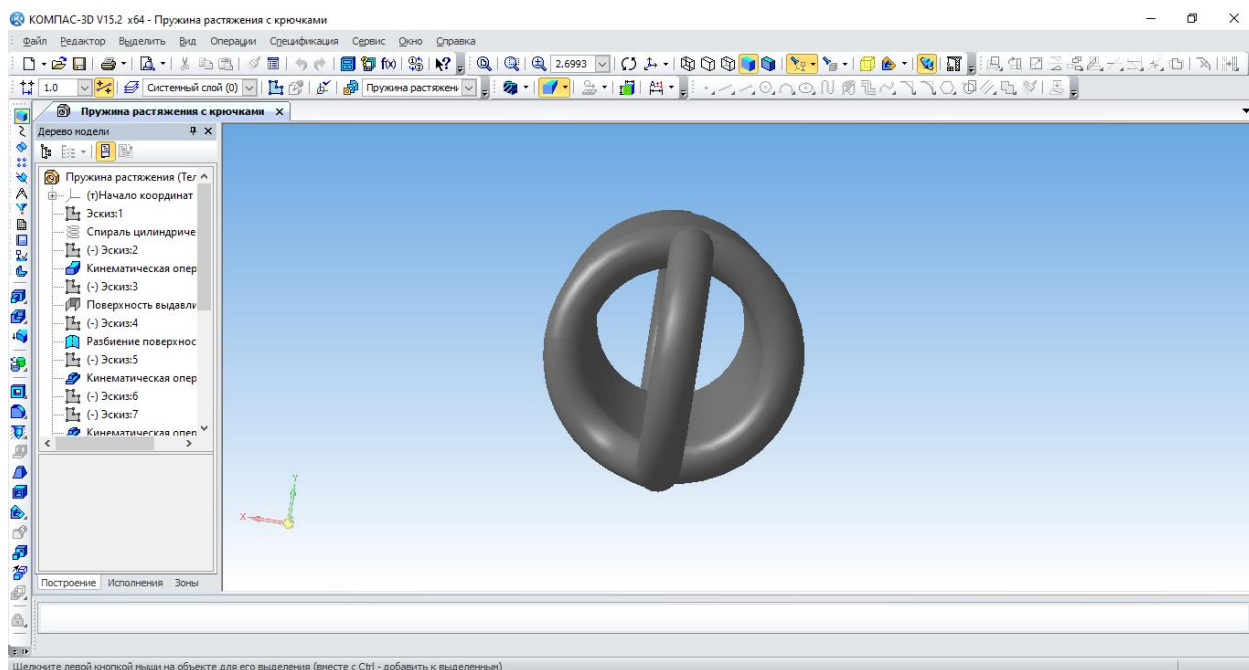 КОМПАС-3D V15.2 x64 - Пружина растяжения с крючками
Файл Редактор Выделить Вид Операции Спецификация Сервис Окно Справка
2.6993
1.0 Системный слой (0) Пружина растяжен
Пружина растяжения с крючками
Дерево модели
Пружина растяжения (Тел
(т)Начало координат
Эскиз:1
Спираль цилиндриче
(-) Эскиз:2
Кинематическая опер
(-) Эскиз:3
Поверхность выдавли
(-) Эскиз:4
Разбиение поверхнос
(-) Эскиз:5
Кинематическая опер
(-) Эскиз:6
(-) Эскиз:7
Кинематическая опер
Y
X
Построение Исполнения Зоны
Щелкните левой кнопкой мыши на объекте для его выделения (вместе с Ctrl - добавить к выделенным)